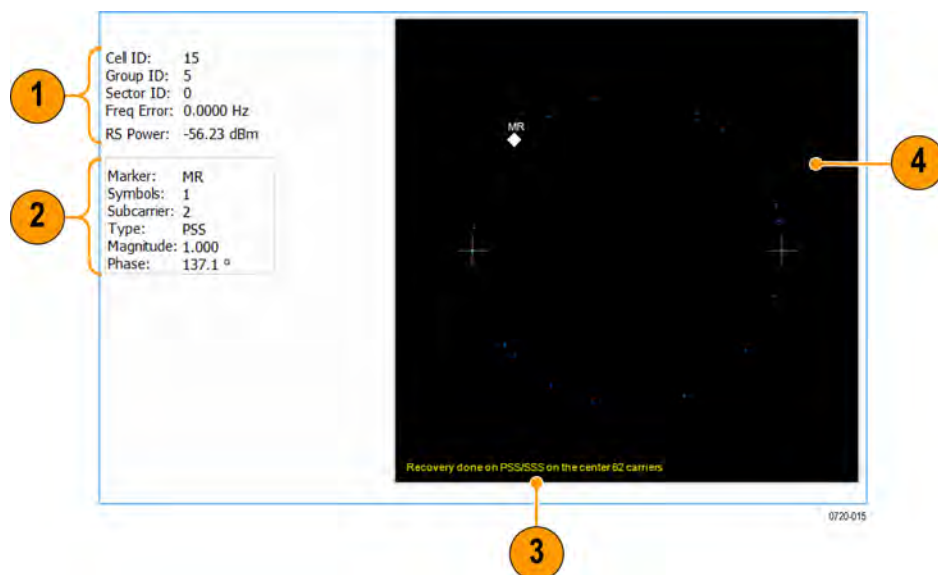 1
Cell ID: 15
Group ID: 5
Sector ID: 0
Freq Error: 0.0000 Hz
RS Power: -56.23 dBm
2
Marker: MR
Symbols: 1
Subcarrier: 2
Type: PSS
Magnitude: 1.000
Phase: 137.1 º
MR
4
Recovery done on PSS/SSS on the center 62 carriers
3
0720-015